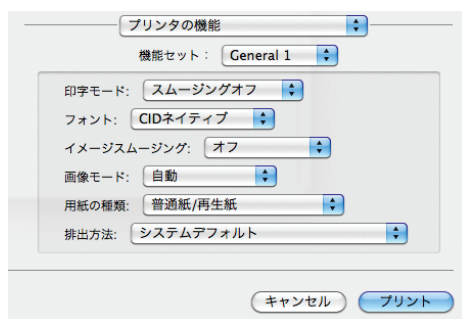 プリンタの機能
機能セット： General 1
印字モード: スムージングオフ
フォント: CIDネイティブ
イメージスムージング: オフ
画像モード: 自動
用紙の種類: 普通紙/再生紙
排出方法: システムデフォルト
キャンセル プリント